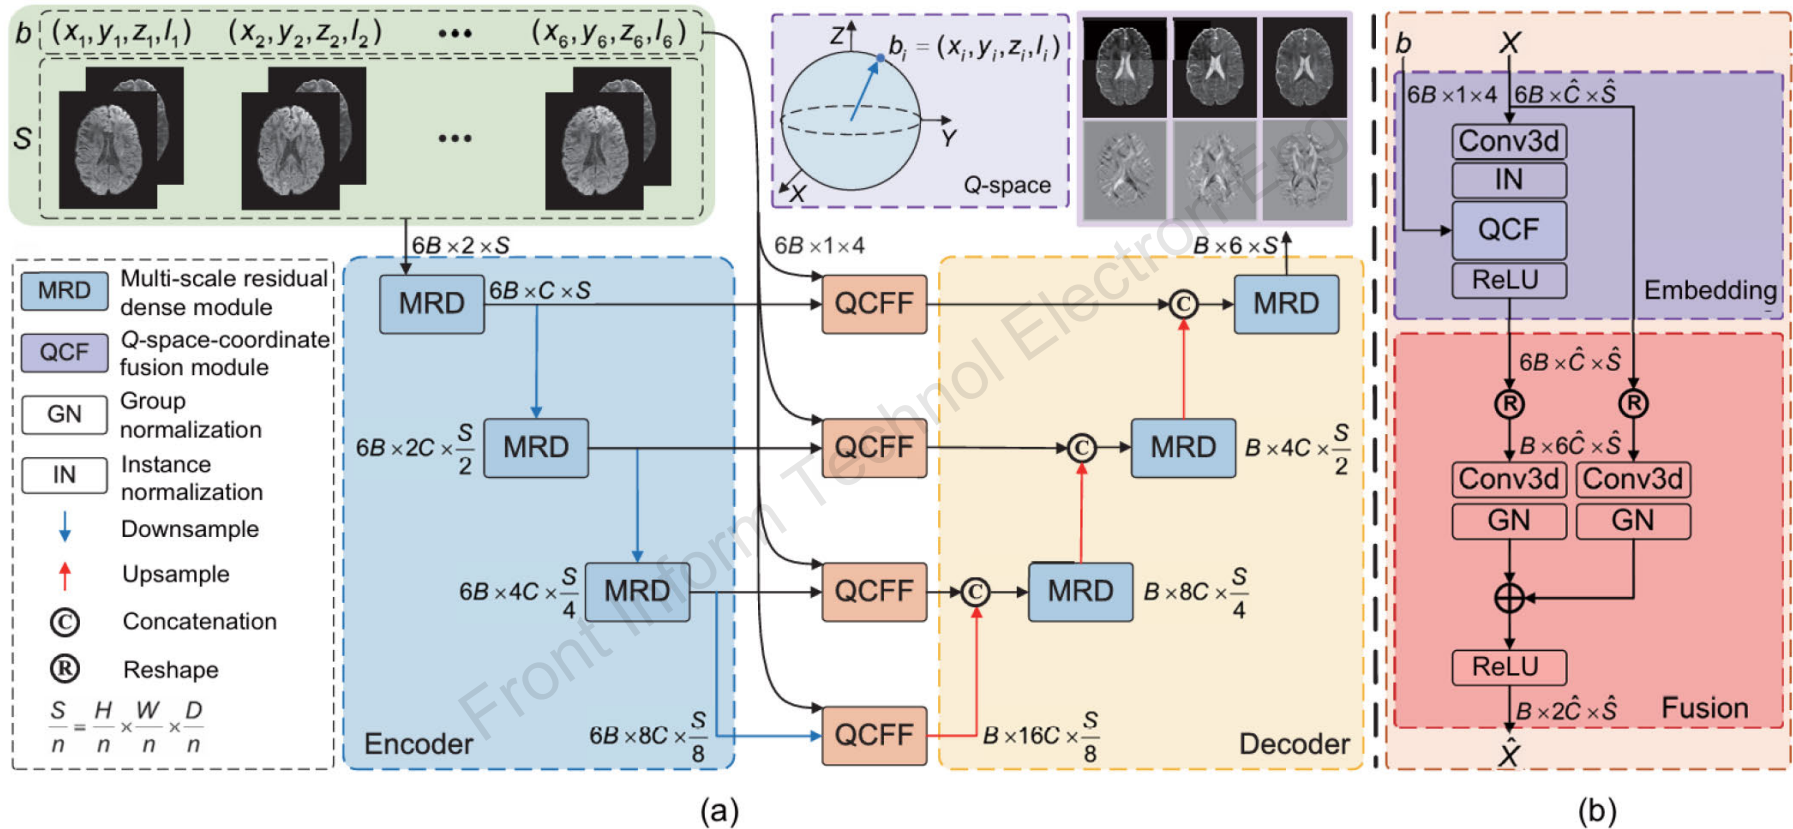 b (x₁, y₁, z₁, l₁) (x₂, y₂, z₂, l₂) ••• (x₆, y₆, z₆, l₆)
S •••
Z
bᵢ = (xᵢ, yᵢ, zᵢ, lᵢ)
Y
X
Q-space
6B×2×S
6B×1×4
B×6×S
MRD Multi-scale residual
dense module
QCF Q-space-coordinate
fusion module
GN Group
normalization
IN Instance
normalization
Downsample
Upsample
C Concatenation
R Reshape
S/n = H/n × W/n × D/n
MRD 6B×C×S QCFF C MRD
6B×2C×S/2 MRD QCFF C MRD B×4C×S/2
6B×4C×S/4 MRD QCFF C MRD B×8C×S/4
Encoder 6B×8C×S/8 QCFF B×16C×S/8 Decoder
(a)
b X
6B×1×4 6B×Ĉ×Ŝ
Conv3d
IN
QCF
ReLU
Embedding
6B×Ĉ×Ŝ
R R
B×6Ĉ×Ŝ
Conv3d Conv3d
GN GN
ReLU
B×2Ĉ×Ŝ Fusion
X̂
(b)
Front Inform Technol Electron Eng